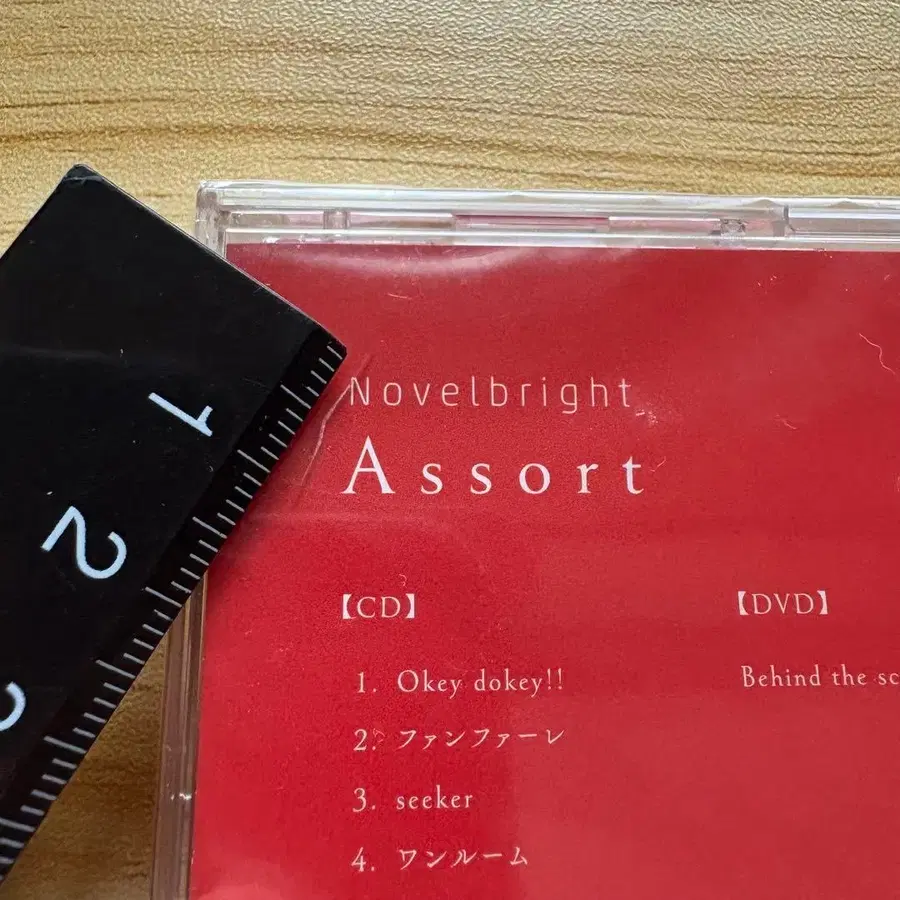 1
2
Novelbright
Assort
【CD】
【DVD】
1. Okey dokey!!
Behind the sc
2. ファンファーレ
3. seeker
4. ワンルーム